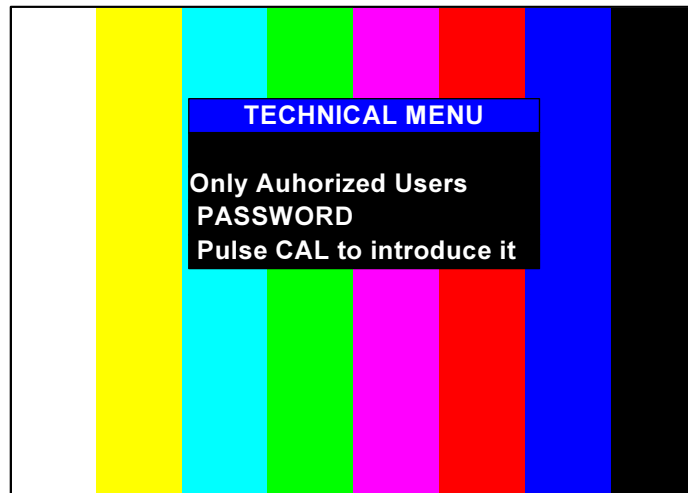 TECHNICAL MENU
Only Auhorized Users
PASSWORD
Pulse CAL to introduce it